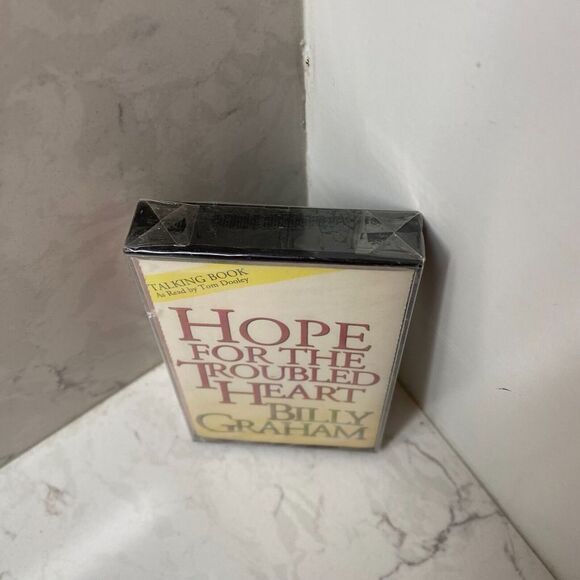 TALKING BOOK
As Read by Tom Dooley
HOPE
FOR THE
TROUBLED
HEART
BILLY
GRAHAM